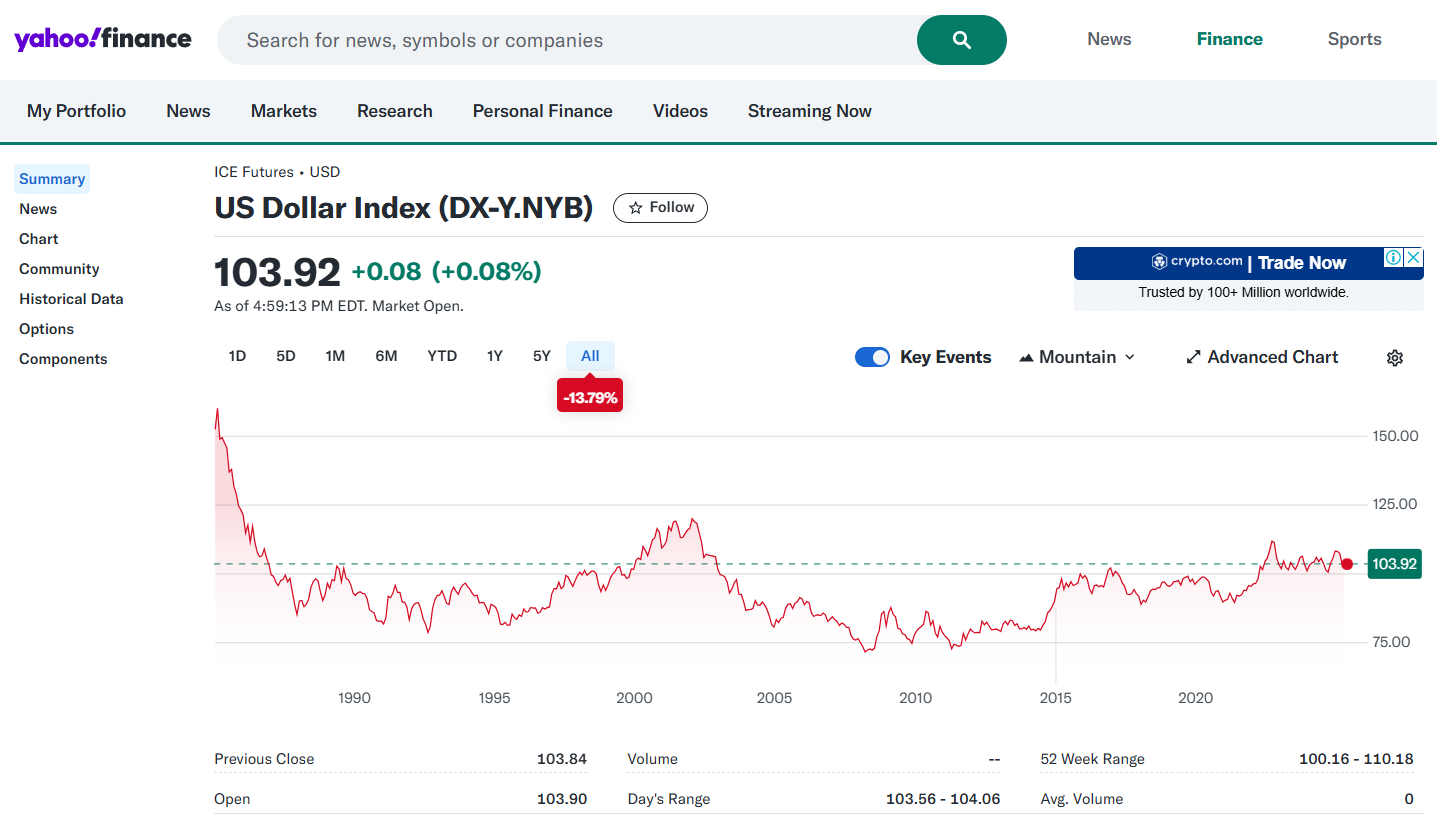 yahoo!finance
Search for news, symbols or companies
News Finance Sports
My Portfolio News Markets Research Personal Finance Videos Streaming Now
Summary
News
Chart
Community
Historical Data
Options
Components
ICE Futures • USD
US Dollar Index (DX-Y.NYB)
Follow
103.92 +0.08 (+0.08%)
As of 4:59:13 PM EDT. Market Open.
crypto.com | Trade Now
Trusted by 100+ Million worldwide.
1D 5D 1M 6M YTD 1Y 5Y All
-13.79%
Key Events Mountain Advanced Chart
150.00
125.00
103.92
75.00
1990 1995 2000 2005 2010 2015 2020
Previous Close 103.84 Volume -- 52 Week Range 100.16 - 110.18
Open 103.90 Day's Range 103.56 - 104.06 Avg. Volume 0